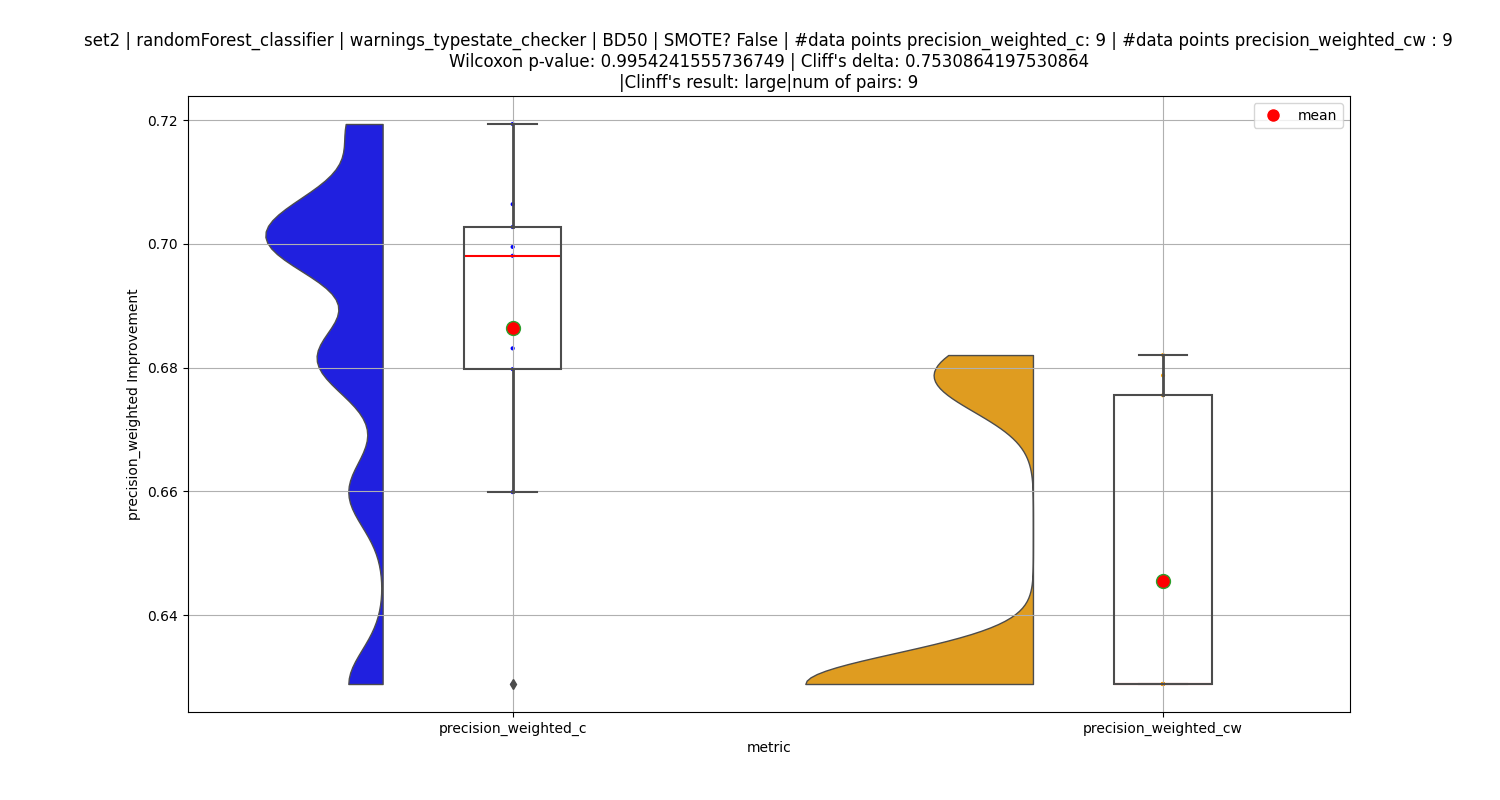 set2 | randomForest_classifier | warnings_typestate_checker | BD50 | SMOTE? False | #data points precision_weighted_c: 9 | #data points precision_weighted_cw : 9
Wilcoxon p-value: 0.9954241555736749 | Cliff's delta: 0.7530864197530864
|Clinff's result: large|num of pairs: 9
mean
0.72
0.70
0.68
0.66
0.64
precision_weighted Improvement
precision_weighted_c
precision_weighted_cw
metric